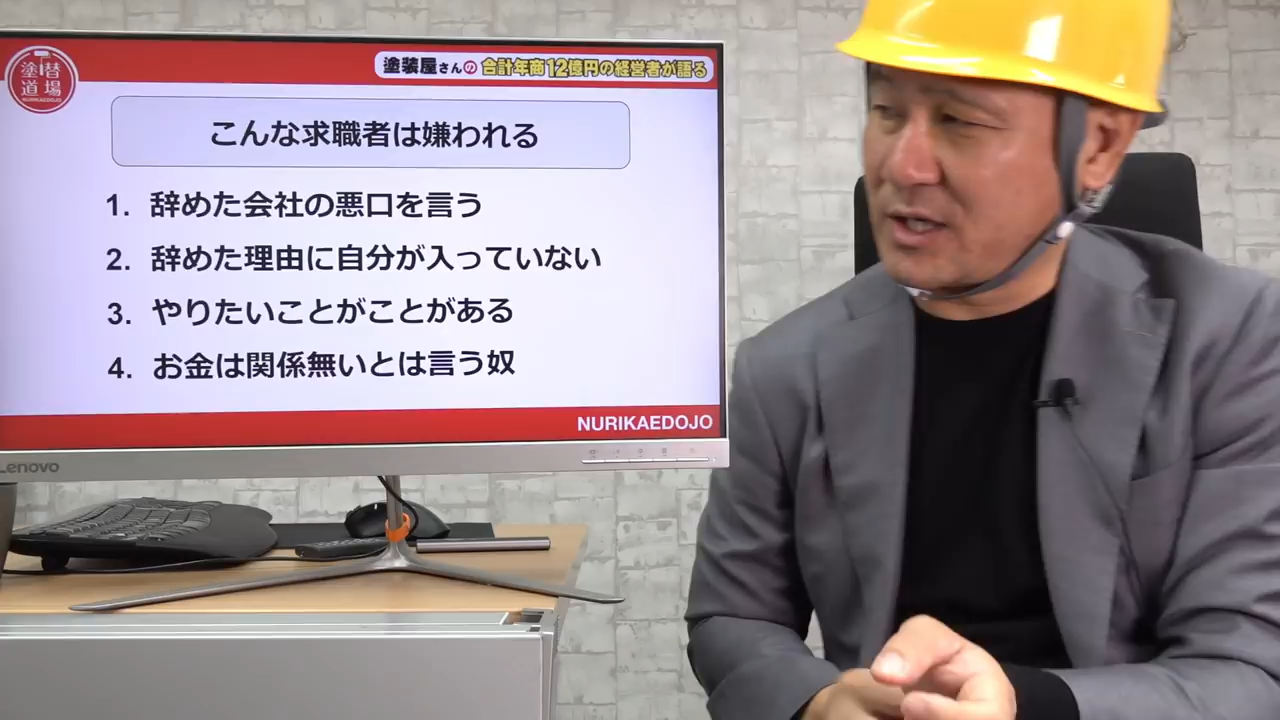 塗替
道場
NURIKAEDOJO
塗装屋さんの 合計年商12億円の経営者が語る
こんな求職者は嫌われる
1. 辞めた会社の悪口を言う
2. 辞めた理由に自分が入っていない
3. やりたいことがことがある
4. お金は関係無いとは言う奴
NURIKAEDOJO
Lenovo